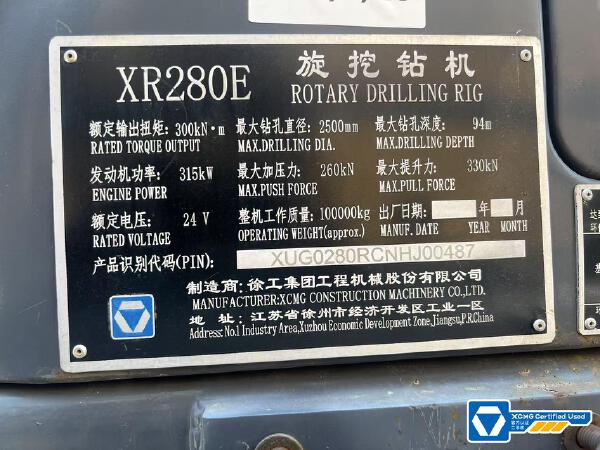 XR280E 旋挖钻机
ROTARY DRILLING RIG
额定输出扭矩: 300kN·m 最大钻孔直径: 2500mm 最大钻孔深度: 94m
RATED TORQUE OUTPUT MAX.DRILLING DIA. MAX.DRILLING DEPTH
发动机功率: 315kW 最大加压力: 260kN 最大提升力: 330kN
ENGINE POWER MAX.PUSH FORCE MAX.PULL FORCE
额定电压: 24 V 整机工作质量: 100000kg 出厂日期: 年 月
RATED VOLTAGE OPERATING WEIGHT(approx.) MANUF. DATE YEAR MONTH
产品识别代码(PIN): XUG0280RCNHJ00487
制造商: 徐工集团工程机械股份有限公司
MANUFACTURER:XCMG CONSTRUCTION MACHINERY CO.,LTD.
地 址: 江苏省徐州市经济开发区工业一区
Address: No.1 Industry Area,Xuzhou Economic Development Zone,Jiangsu,P.R.China
XCMG Certified Used